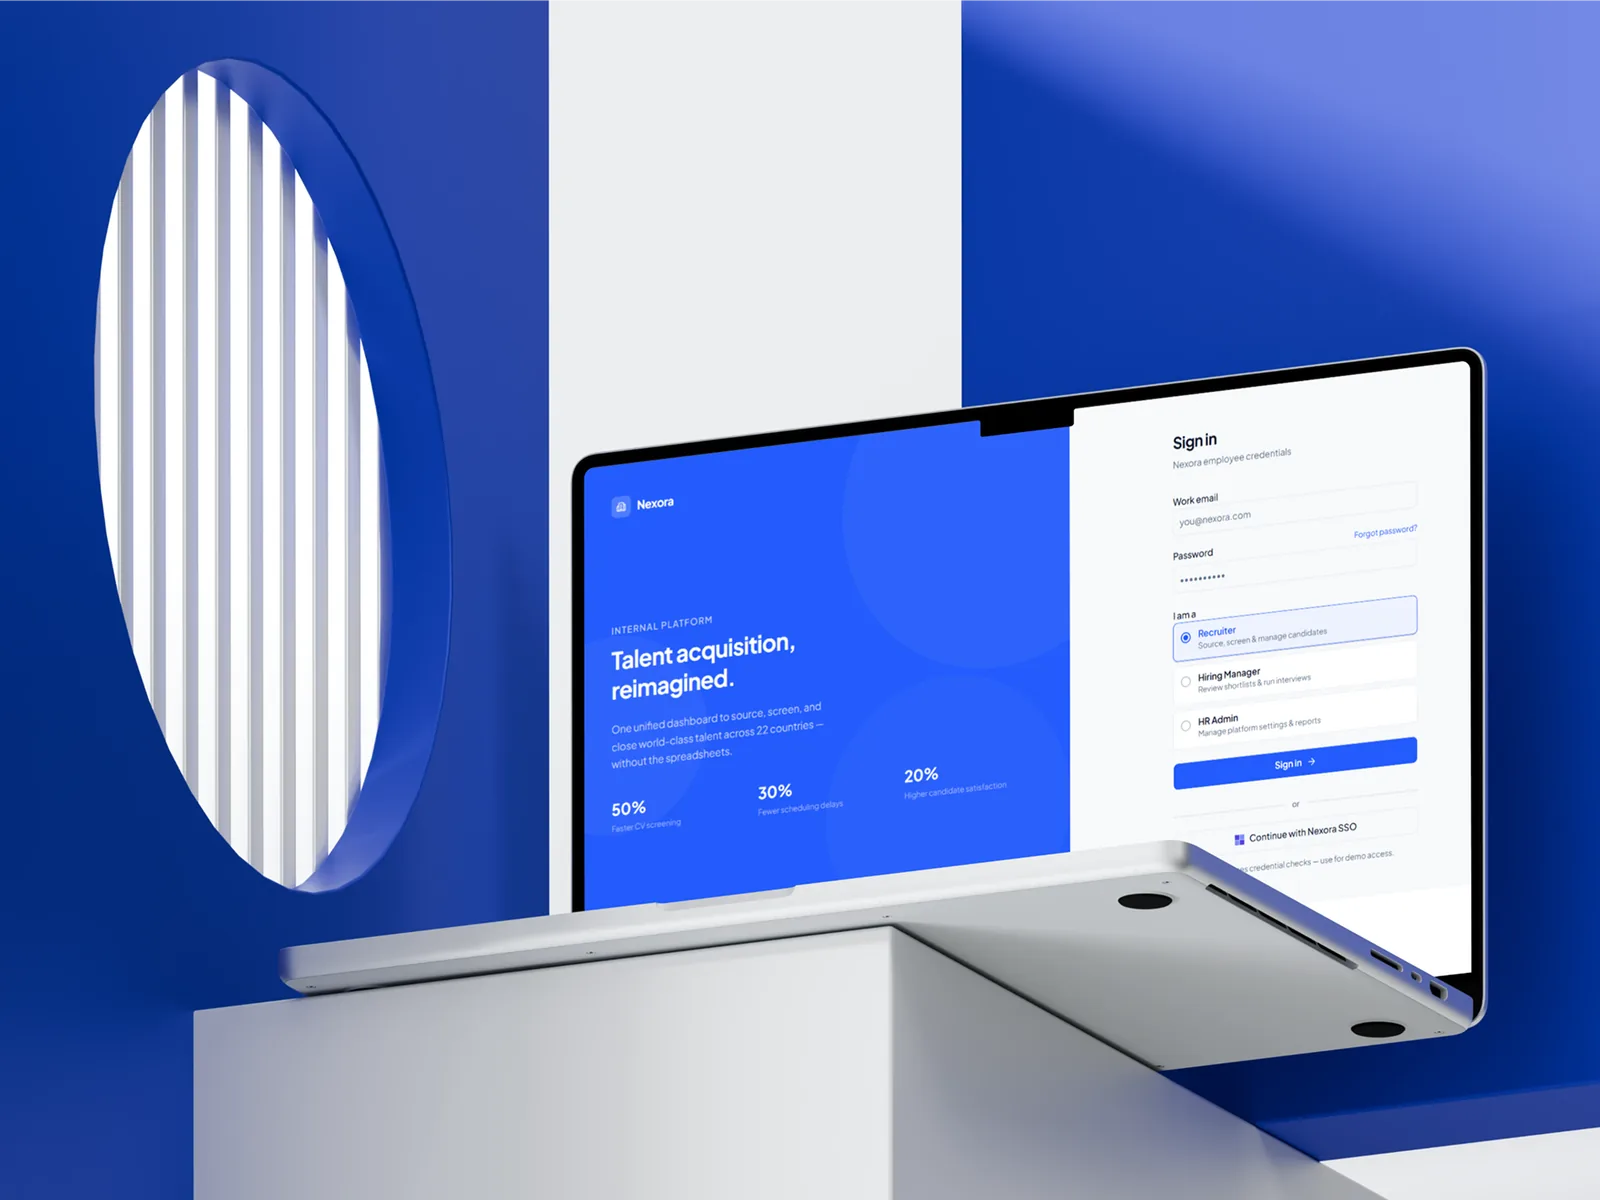 Nexora
INTERNAL PLATFORM
Talent acquisition,
reimagined.
One unified dashboard to source, screen, and
close world-class talent across 22 countries —
without the spreadsheets.
50%
Faster CV screening
30%
Fewer scheduling delays
20%
Higher candidate satisfaction
Sign in
Nexora employee credentials
Work email
you@nexora.com
Password
Forgot password?
••••••••••
I am a
Recruiter
Source, screen & manage candidates
Hiring Manager
Review shortlists & run interviews
HR Admin
Manage platform settings & reports
Sign in →
or
Continue with Nexora SSO
credential checks — use for demo access.